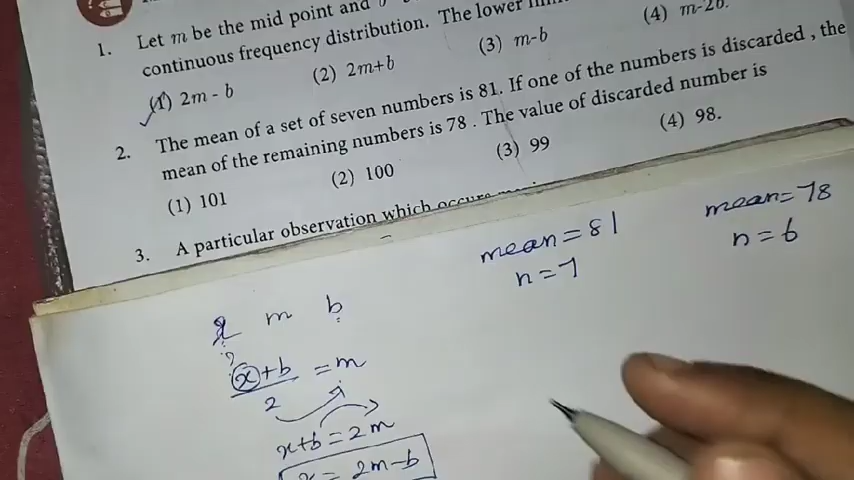 1. Let m be the mid point and
continuous frequency distribution. The lower
(1) 2m - b (2) 2m+b (3) m-b (4) m-2b.
2. The mean of a set of seven numbers is 81. If one of the numbers is discarded , the
mean of the remaining numbers is 78 . The value of discarded number is
(1) 101 (2) 100 (3) 99 (4) 98.
3. A particular observation which occurs
mean=81 mean=78
n=7 n=6
m b
?
x+b = m
2
x+b = 2m
x = 2m-b